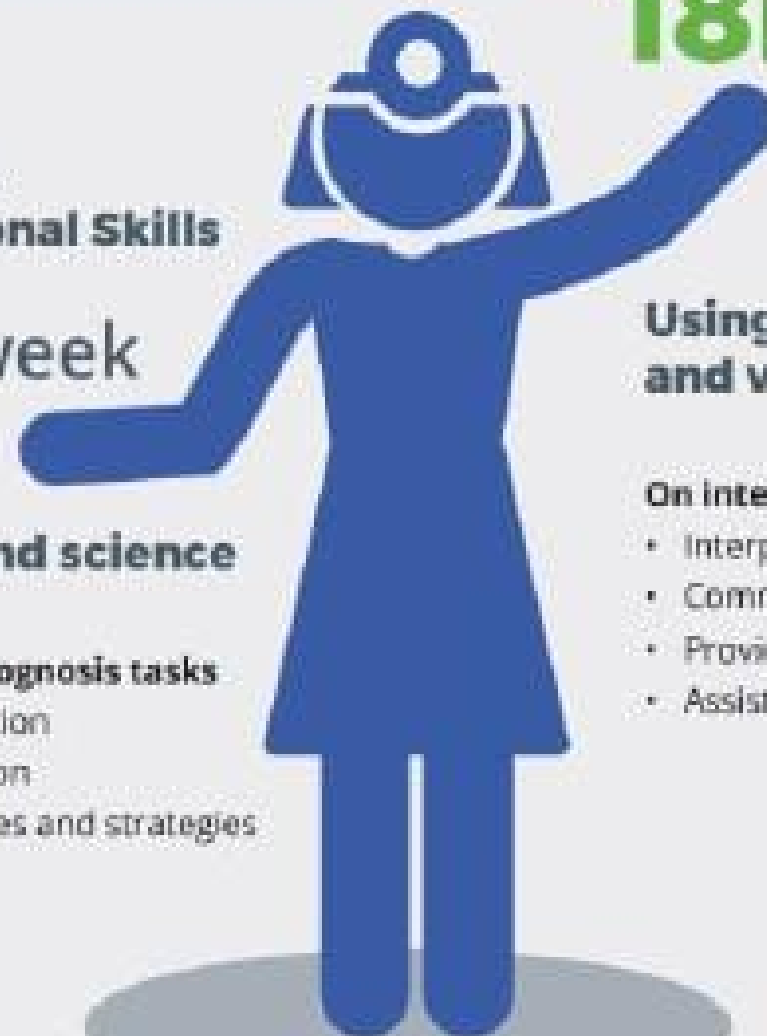 18
onal Skills
week
nd science
ognosis tasks
ion
on
es and strategies
Using
and v
On inte
• Interp
• Comm
• Provi
• Assist